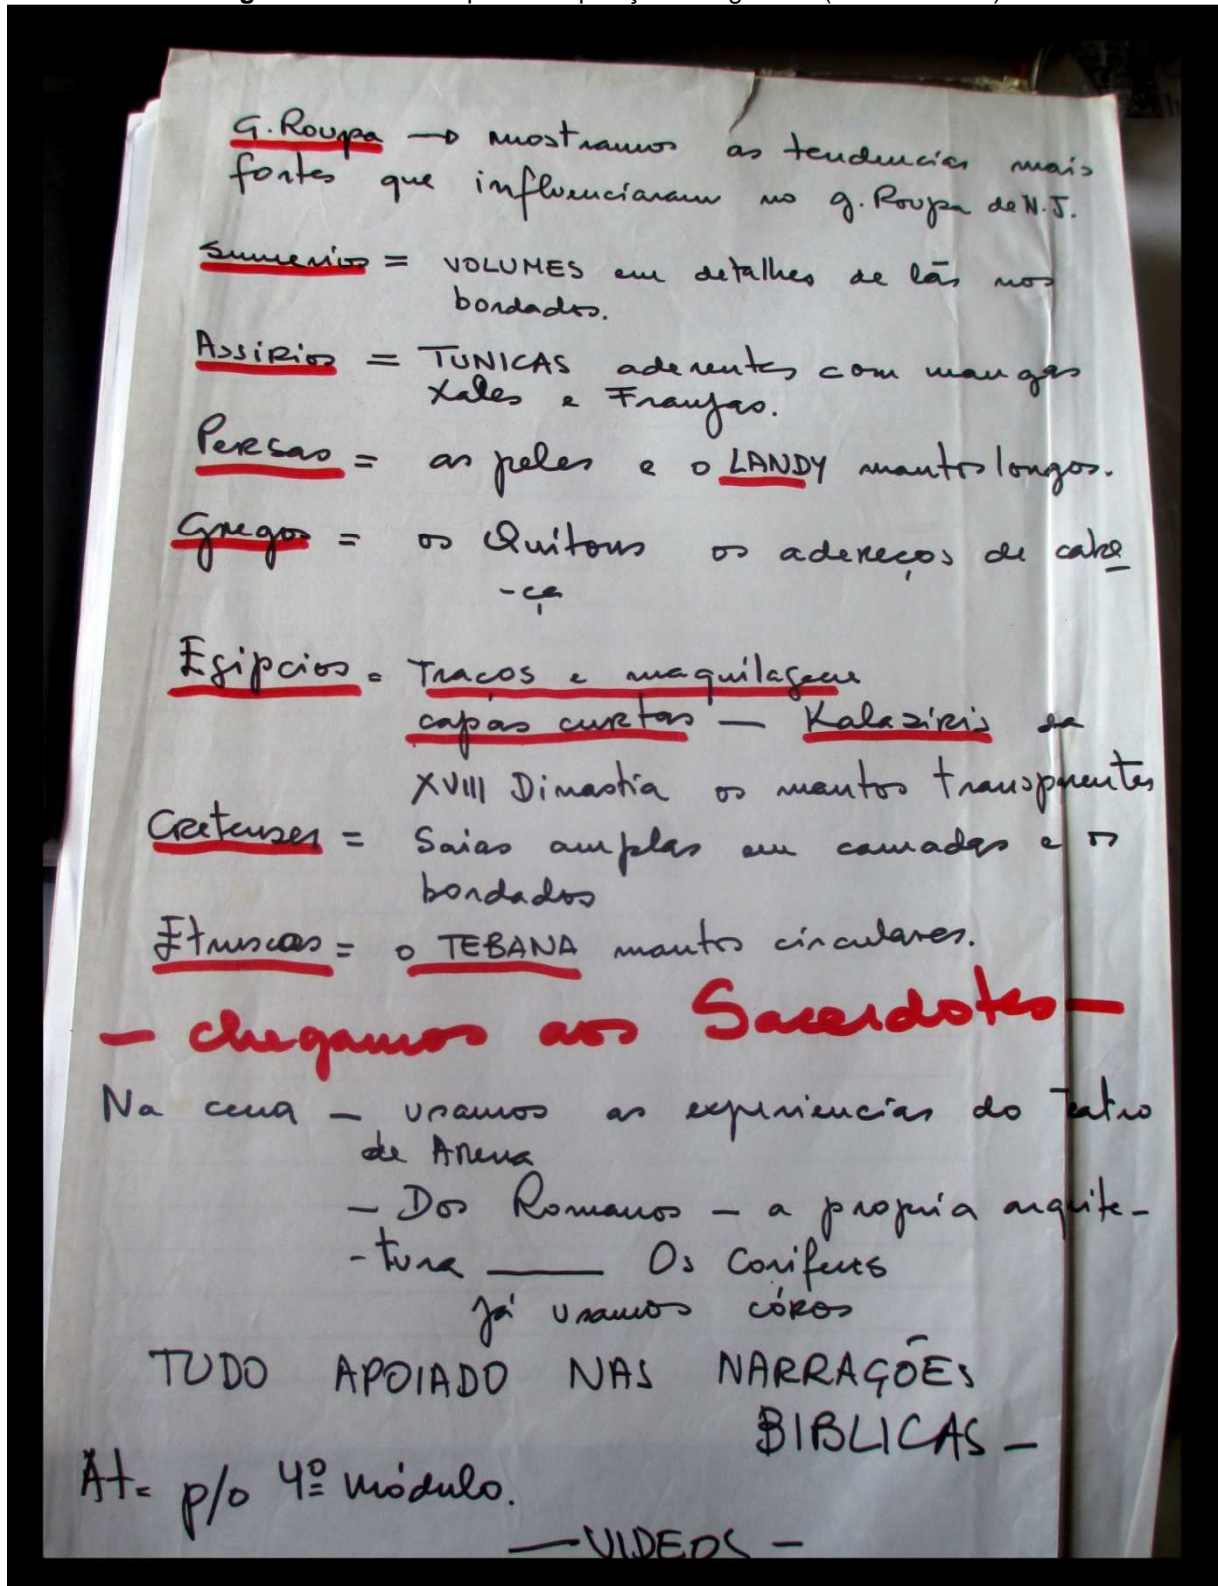 G. Roupa → mostramos as tendencias mais
fortes que influenciaram no g. Roupa de N.J.
Sumerios = VOLUMES em detalhes de lãs nos
bordados.
Assírios = TUNICAS aderentes com mangas
Xales e Franjas.
Persas = as peles e o LANDY mantos longos.
Gregos = os Quitons os adereços de cabe
-ça
Egipcios = Traços e maquilagem
capas curtas — Kalasiris da
XVIII Dinastia os mantos transparentes
Cretenses = Saias amplas em camadas e os
bordados
Etruscos = o TEBANA mantos circulares.
— chegamos aos Sacerdotes —
Na cena — usamos as experiencias do Teatro
de Arena
— Dos Romanos — a propria arquite-
-tura —— Os Corifeus
já usamos córos
TUDO APOIADO NAS NARRAÇÕES
BIBLICAS —
At= p/o 4º módulo.
— VIDEOS —